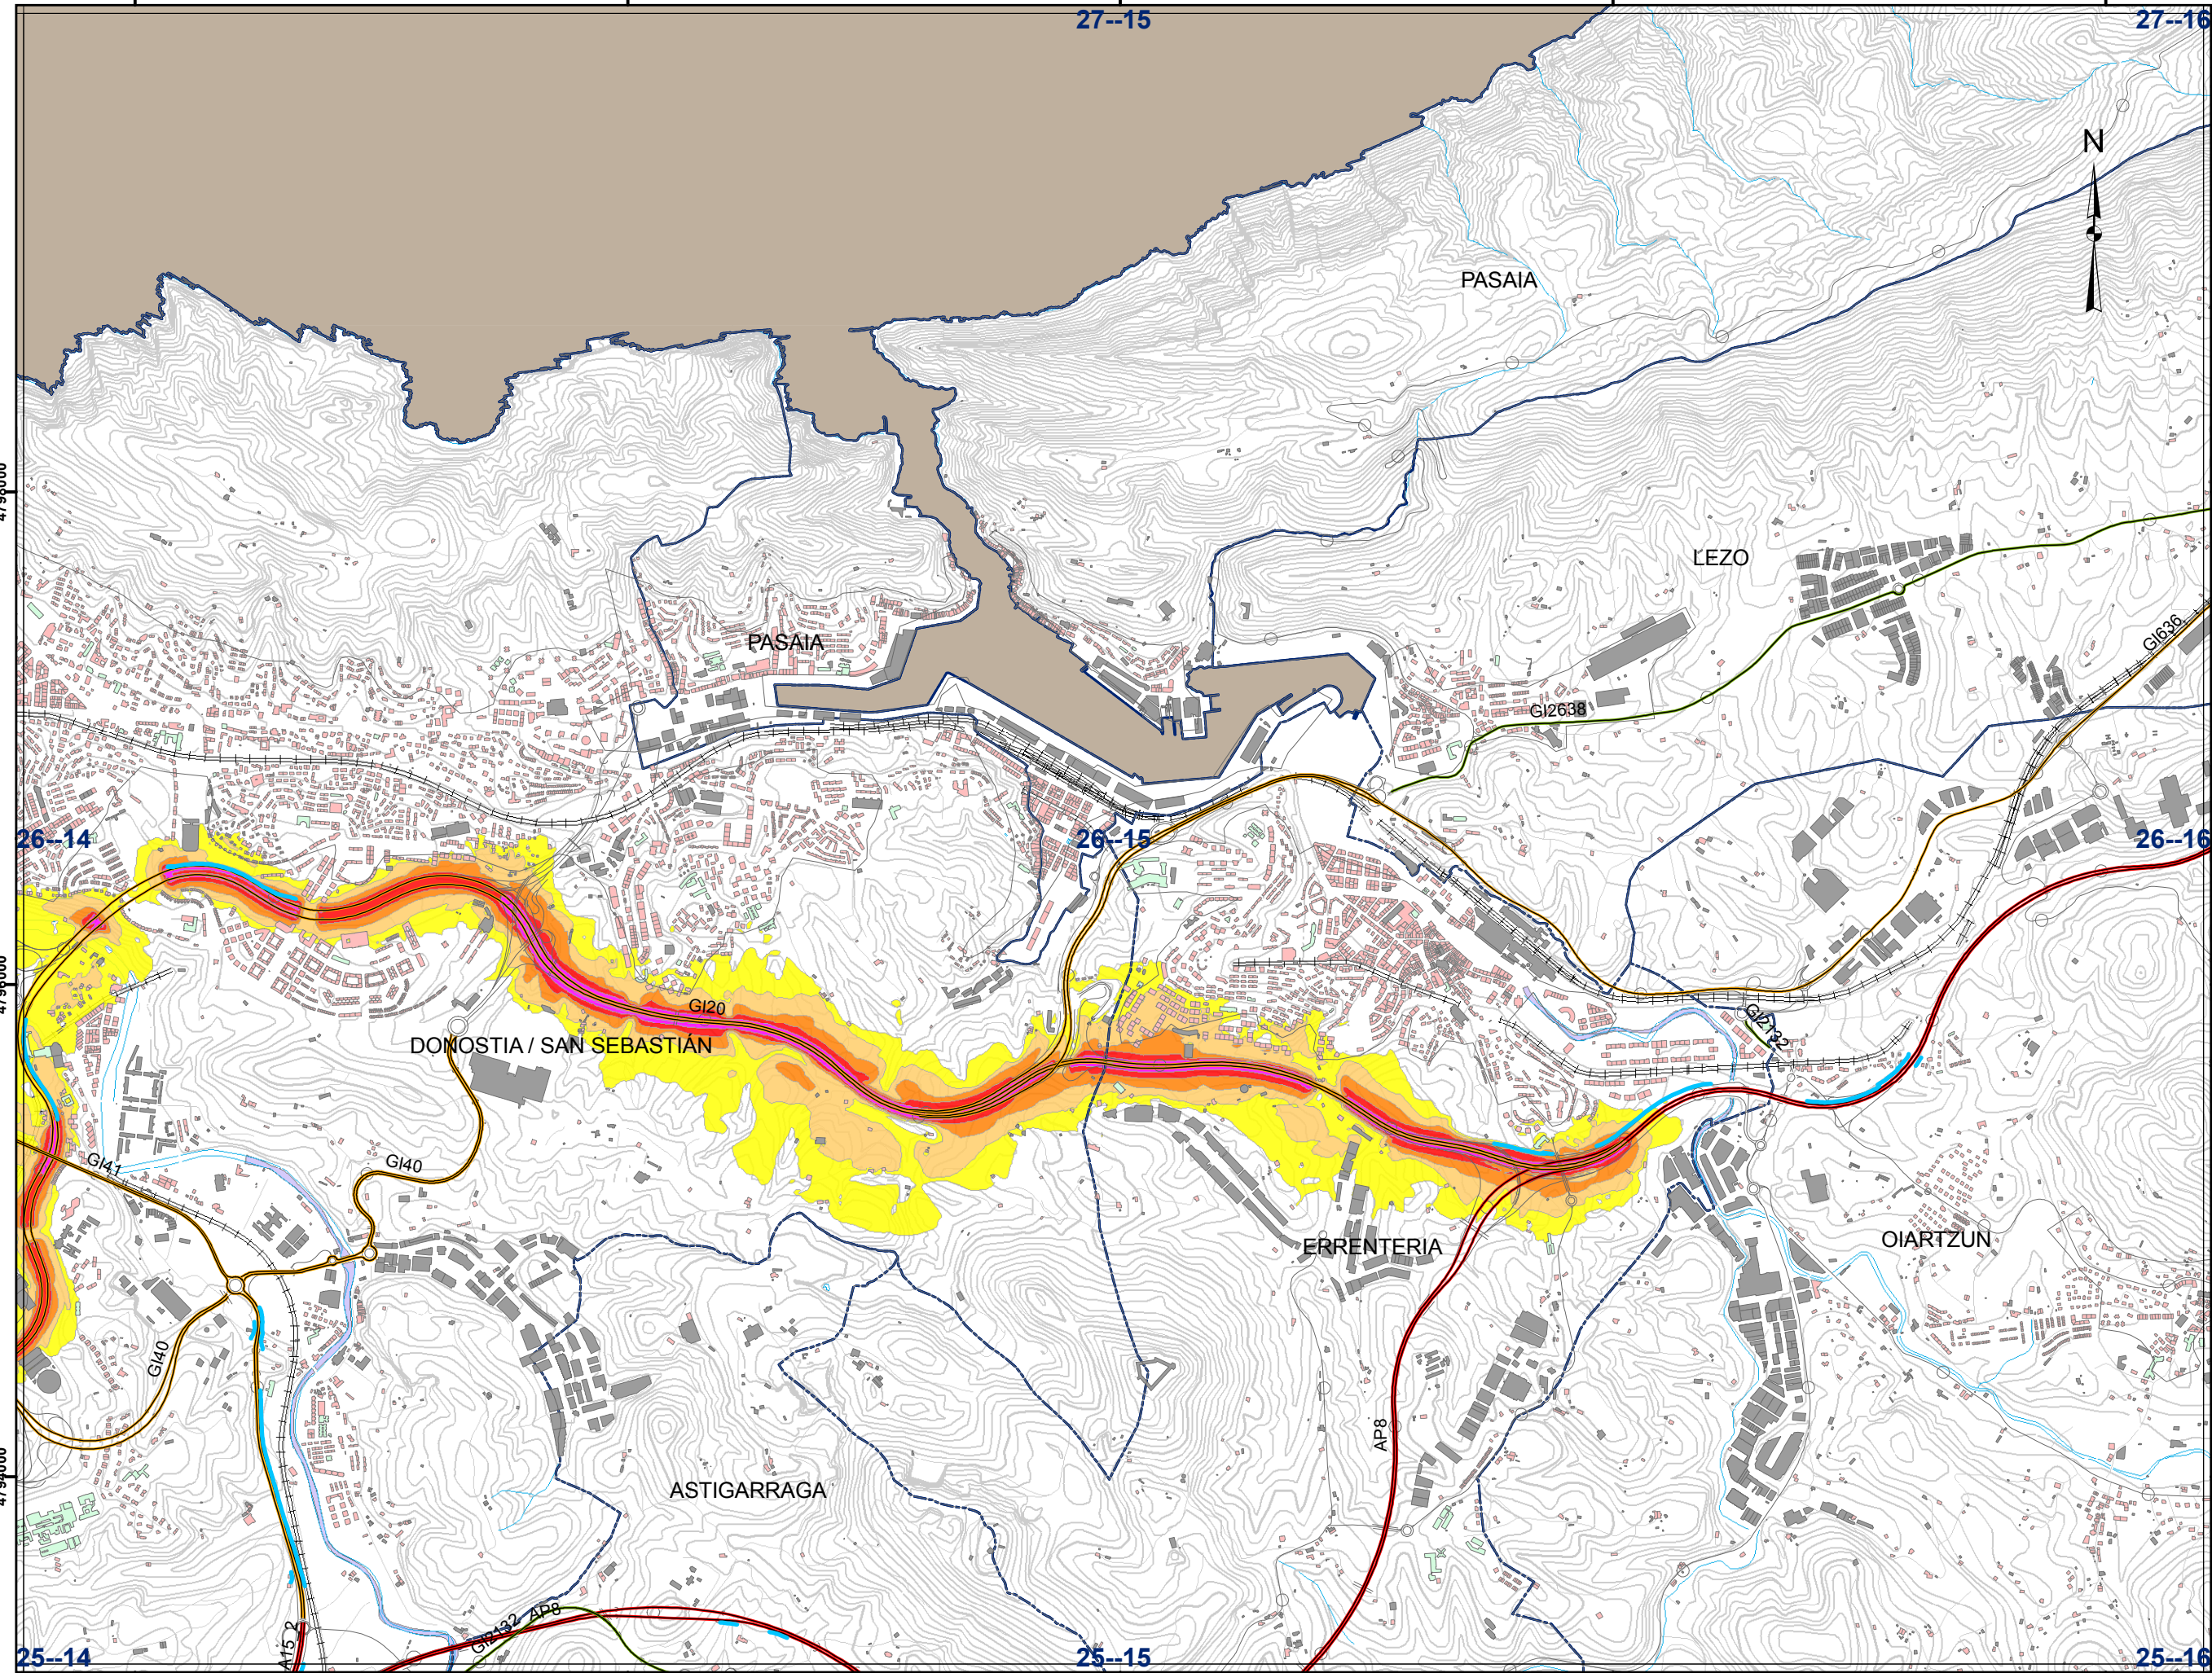 27--15
27--16
N
PASAIA
LEZO
GI636
PASAIA
GI2638
26--14
26--15
26--16
GI20
GI2132
DONOSTIA / SAN SEBASTIÁN
GI41
GI40
OIARTZUN
ERRENTERIA
GI40
AP8
ASTIGARRAGA
AP8
GI2132
A15_2
25--14
25--15
25--16